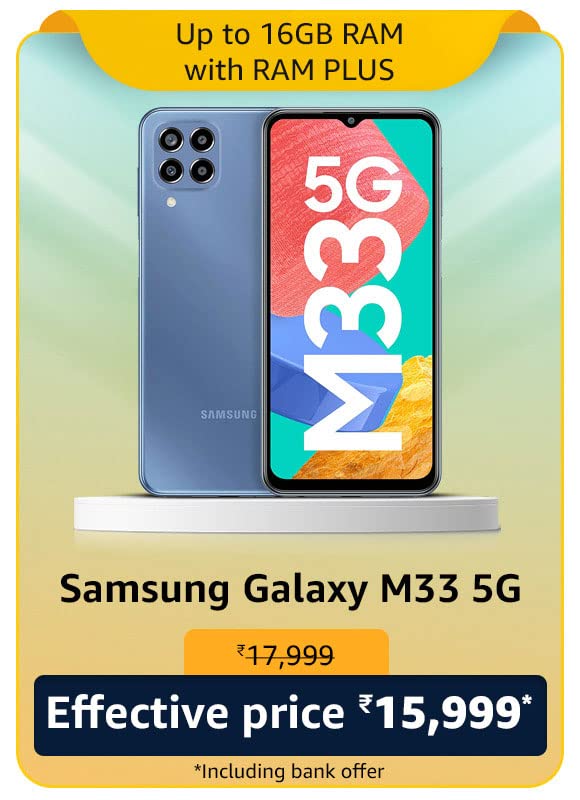 Up to 16GB RAM
with RAM PLUS
5G
M33
SAMSUNG
Samsung Galaxy M33 5G
₹17,999
Effective price ₹15,999*
*Including bank offer